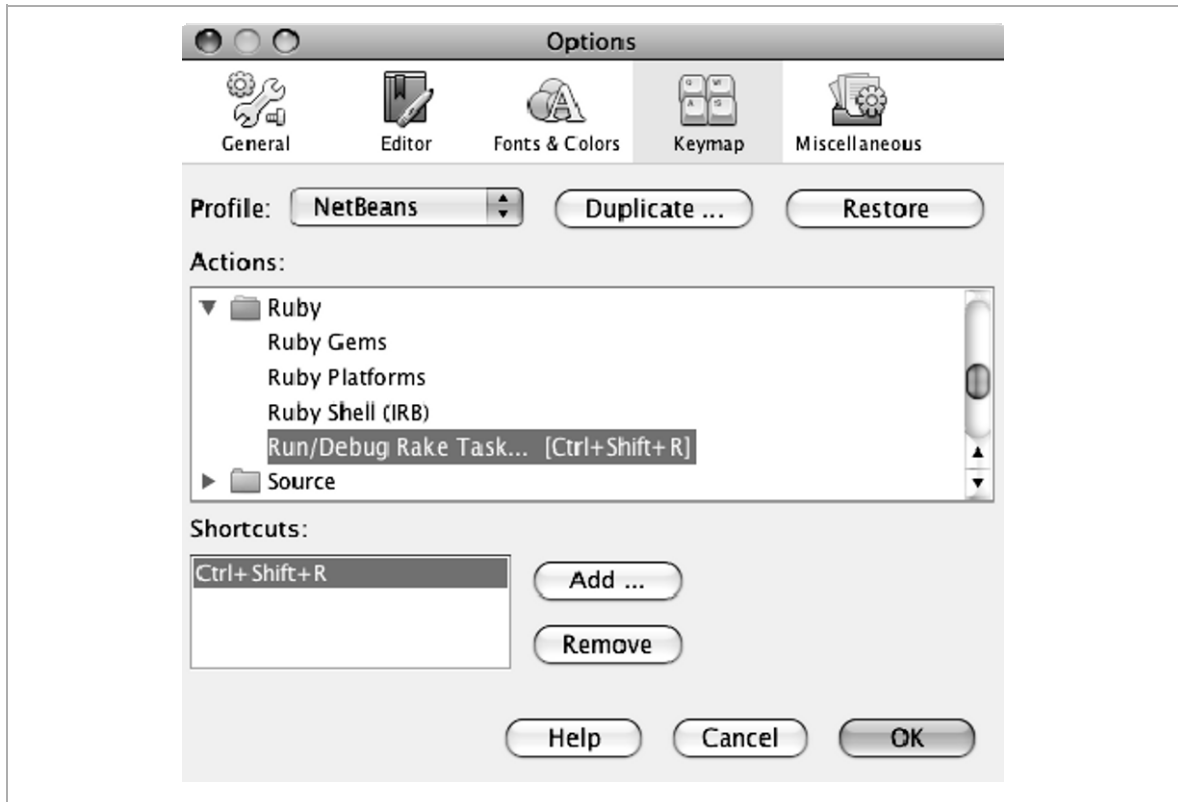 Options
General Editor Fonts & Colors Keymap Miscellaneous
Profile: NetBeans Duplicate ... Restore
Actions:
Ruby
Ruby Gems
Ruby Platforms
Ruby Shell (IRB)
Run/Debug Rake Task... [Ctrl+Shift+R]
Source
Shortcuts:
Ctrl+Shift+R
Add ...
Remove
Help Cancel OK